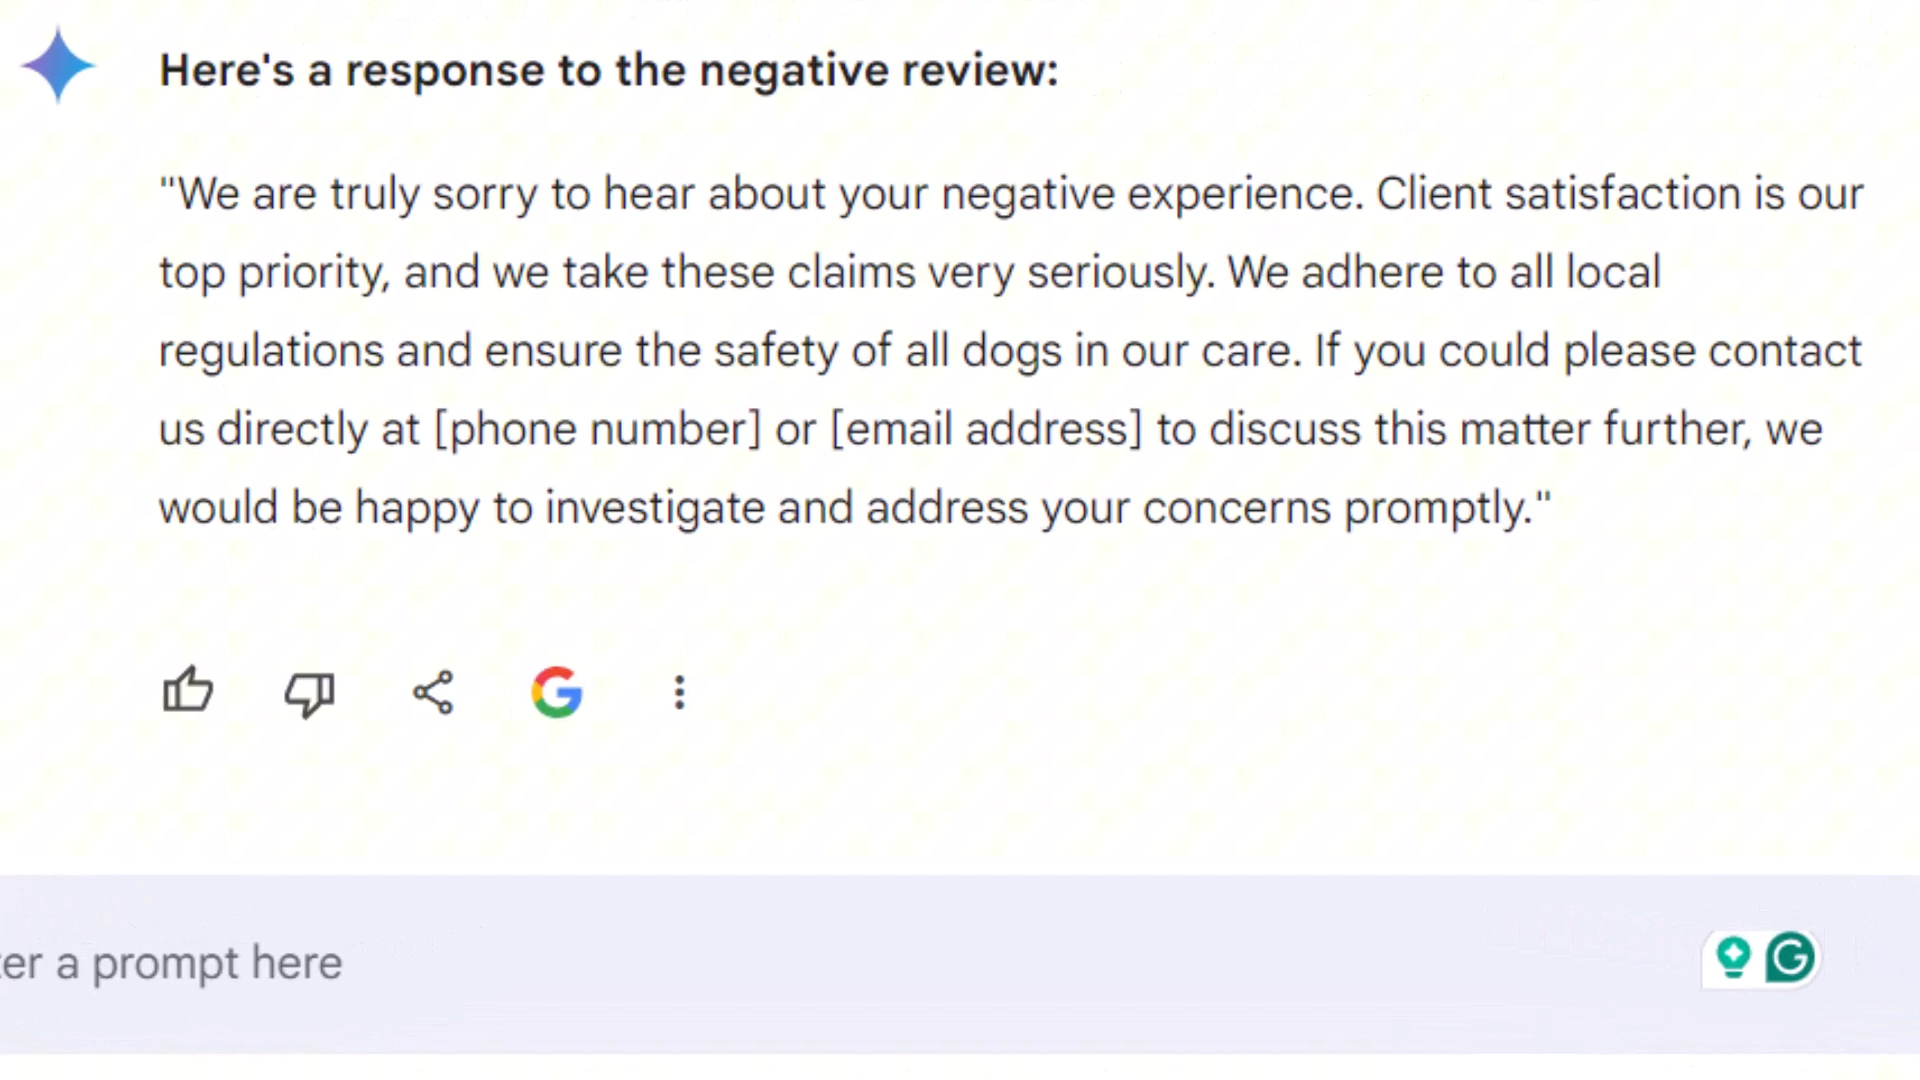 Here's a response to the negative review:
"We are truly sorry to hear about your negative experience. Client satisfaction is our
top priority, and we take these claims very seriously. We adhere to all local
regulations and ensure the safety of all dogs in our care. If you could please contact
us directly at [phone number] or [email address] to discuss this matter further, we
would be happy to investigate and address your concerns promptly."
ter a prompt here